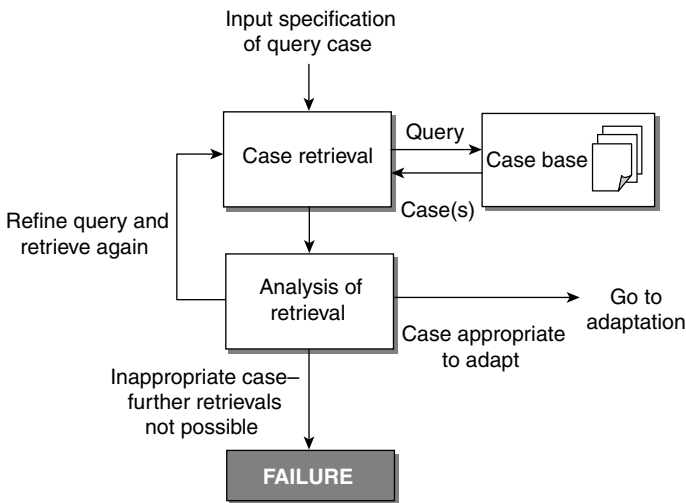 Input specification
of query case
Case retrieval
Query
Case base
Case(s)
Refine query and
retrieve again
Analysis of
retrieval
Case appropriate
to adapt
Go to
adaptation
Inappropriate case–
further retrievals
not possible
FAILURE